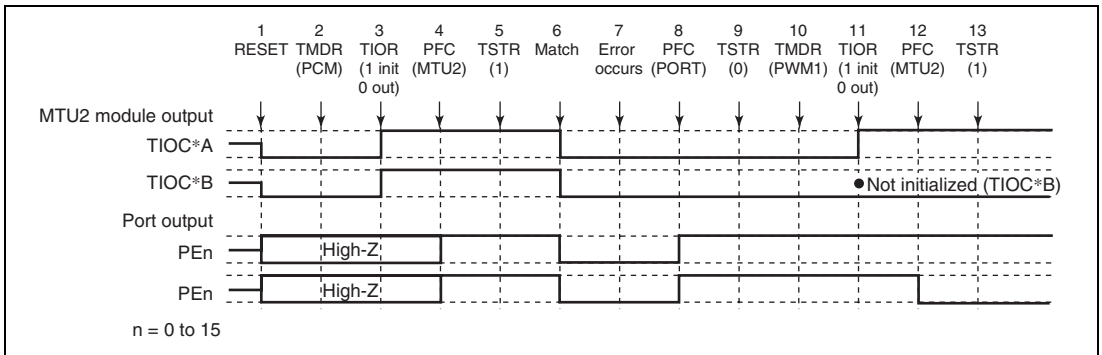 1 2 3 4 5 6 7 8 9 10 11 12 13
RESET TMDR TIOR PFC TSTR Match Error PFC TSTR TMDR TIOR PFC TSTR
(PCM) (1 init (MTU2) (1) occurs (PORT) (0) (PWM1) (1 init (MTU2) (1)
0 out) 0 out)
MTU2 module output
TIOC*A
TIOC*B
● Not initialized (TIOC*B)
Port output
PEn
High-Z
PEn
High-Z
n = 0 to 15